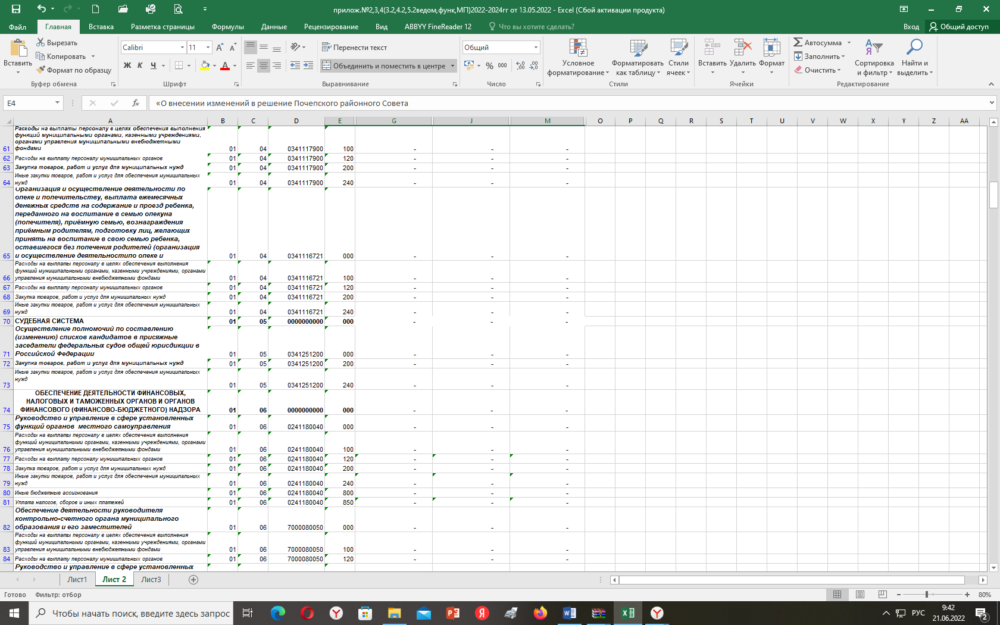 прилож.№2,3,4(3.2,4.2,5.2ведом,функ,МП)2022-2024гг от 13.05.2022 - Excel (Сбой активации продукта)
Файл Главная Вставка Разметка страницы Формулы Данные Рецензирование Вид ABBYY FineReader 12 Что вы хотите сделать? Вход Общий доступ
Вставить
Вырезать
Копировать
Формат по образцу
Буфер обмена
Calibri 11
Ж К Ч
Шрифт
Перенести текст
Объединить и поместить в центре
Выравнивание
Общий
% 000
Число
Условное форматирование
Форматировать как таблицу
Стили ячеек
Стили
Вставить Удалить Формат
Ячейки
Автосумма
Заполнить
Очистить
Сортировка и фильтр
Найти и выделить
Редактирование
E4 fx «О внесении изменений в решение Почепского районного Совета
A B C D E G J M O P Q R S T U V W X Y Z AA
Расходы на выплаты персоналу в целях обеспечения выполнения
функций муниципальными органами, казенными учреждениями,
органами управления муниципальными внебюджетными
61 фондами 01 04 0341117900 100 - - -
62 Расходы на выплату персоналу муниципальных органов 01 04 0341117900 120 - - -
63 Закупка товаров, работ и услуг для муниципальных нужд 01 04 0341117900 200 - - -
Иные закупки товаров, работ и услуг для обеспечения муниципальных
64 нужд 01 04 0341117900 240 - - -
Организация и осуществление деятельности по
опеке и попечительству, выплата ежемесячных
денежных средств на содержание и проезд ребенка,
переданного на воспитание в семью опекуна
(попечителя), приёмную семью, вознаграждения
приёмным родителям, подготовку лиц, желающих
принять на воспитание в свою семью ребенка,
оставшегося без попечения родителей (организация
65 и осуществление деятельностипо опеке и 01 04 0341116721 000 - - -
Расходы на выплаты персоналу в целях обеспечения выполнения
функций муниципальными органами, казенными учреждениями, органами
66 управления муниципальными внебюджетными фондами 01 04 0341116721 100 - - -
67 Расходы на выплату персоналу муниципальных органов 01 04 0341116721 120 - - -
68 Закупка товаров, работ и услуг для муниципальных нужд 01 04 0341116721 200 - - -
Иные закупки товаров, работ и услуг для обеспечения муниципальных
69 нужд 01 04 0341116721 240 - - -
70 СУДЕБНАЯ СИСТЕМА 01 05 0000000000 000 - - -
Осуществление полномочий по составлению
(изменению) списков кандидатов в присяжные
заседатели федеральных судов общей юрисдикции в
71 Российской Федерации 01 05 0341251200 000 - - -
72 Закупка товаров, работ и услуг для муниципальных нужд 01 05 0341251200 200 - - -
Иные закупки товаров, работ и услуг для обеспечения муниципальных
нужд
73 01 05 0341251200 240 - - -
ОБЕСПЕЧЕНИЕ ДЕЯТЕЛЬНОСТИ ФИНАНСОВЫХ,
НАЛОГОВЫХ И ТАМОЖЕННЫХ ОРГАНОВ И ОРГАНОВ
74 ФИНАНСОВОГО (ФИНАНСОВО-БЮДЖЕТНОГО) НАДЗОРА 01 06 0000000000 000 - - -
Руководство и управление в сфере установленных
75 функций органов местного самоуправления 01 06 0241180040 000 - - -
Расходы на выплаты персоналу в целях обеспечения выполнения
функций муниципальными органами, казенными учреждениями, органами
76 управления муниципальными внебюджетными фондами 01 06 0241180040 100 - - -
77 Расходы на выплату персоналу муниципальных органов 01 06 0241180040 120 - - -
78 Закупка товаров, работ и услуг для муниципальных нужд 01 06 0241180040 200 - - -
Иные закупки товаров, работ и услуг для обеспечения муниципальных
79 нужд 01 06 0241180040 240 - - -
80 Иные бюджетные ассигнования 01 06 0241180040 800 - - -
81 Уплата налогов, сборов и иных платежей 01 06 0241180040 850 - - -
Обеспечение деятельности руководителя
контрольно-счетного органа муниципального
82 образования и его заместителей 01 06 7000080050 000 - - -
Расходы на выплаты персоналу в целях обеспечения выполнения
функций муниципальными органами, казенными учреждениями, органами
83 управления муниципальными внебюджетными фондами 01 06 7000080050 100 - - -
84 Расходы на выплату персоналу муниципальных органов 01 06 7000080050 120 - - -
Руководство и управление в сфере установленных
Лист1 Лист 2 Лист3
Готово Фильтр: отбор 80%
Чтобы начать поиск, введите здесь запрос
РУС 9:42
21.06.2022 2